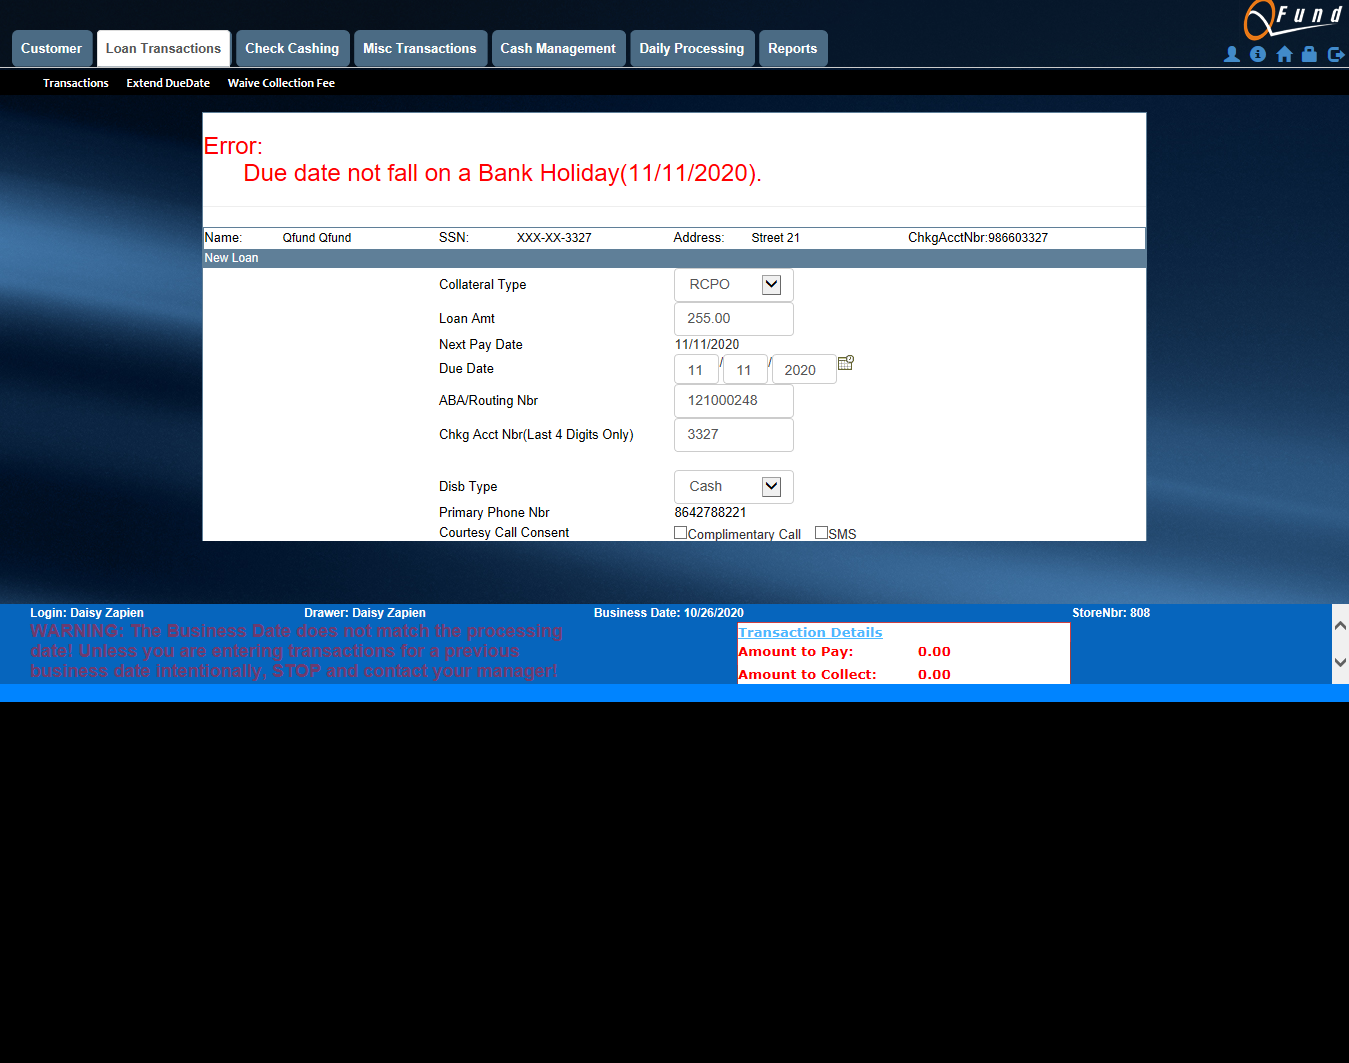 QFund
Customer Loan Transactions Check Cashing Misc Transactions Cash Management Daily Processing Reports
Transactions Extend DueDate Waive Collection Fee
Error:
Due date not fall on a Bank Holiday(11/11/2020).
Name: Qfund Qfund SSN: XXX-XX-3327 Address: Street 21 ChkgAcctNbr:986603327
New Loan
Collateral Type RCPO
Loan Amt 255.00
Next Pay Date 11/11/2020
Due Date 11 / 11 / 2020
ABA/Routing Nbr 121000248
Chkg Acct Nbr(Last 4 Digits Only) 3327
Disb Type Cash
Primary Phone Nbr 8642788221
Courtesy Call Consent Complimentary Call SMS
Login: Daisy Zapien Drawer: Daisy Zapien Business Date: 10/26/2020 StoreNbr: 808
WARNING: The Business Date does not match the processing
date! Unless you are entering transactions for a previous
business date intentionally, STOP and contact your manager!
Transaction Details
Amount to Pay: 0.00
Amount to Collect: 0.00